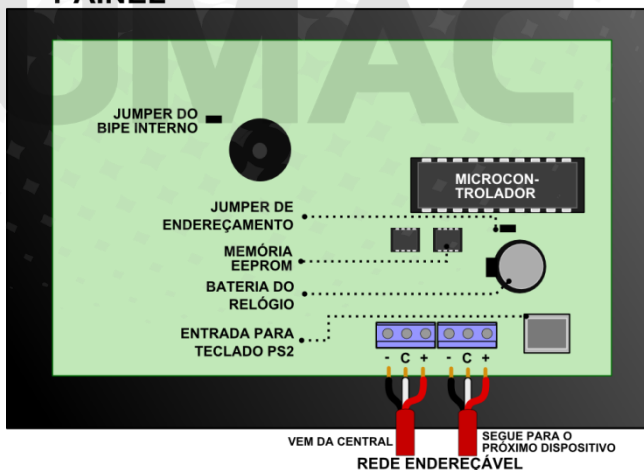 PAINEL
UMAC
JUMPER DO
BIPE INTERNO
MICROCON-
TROLADOR
JUMPER DE
ENDEREÇAMENTO
MEMÓRIA
EEPROM
BATERIA DO
RELÓGIO
ENTRADA PARA
TECLADO PS2
- C + - C +
VEM DA CENTRAL
SEGUE PARA O
PRÓXIMO DISPOSITIVO
REDE ENDEREÇÁVEL